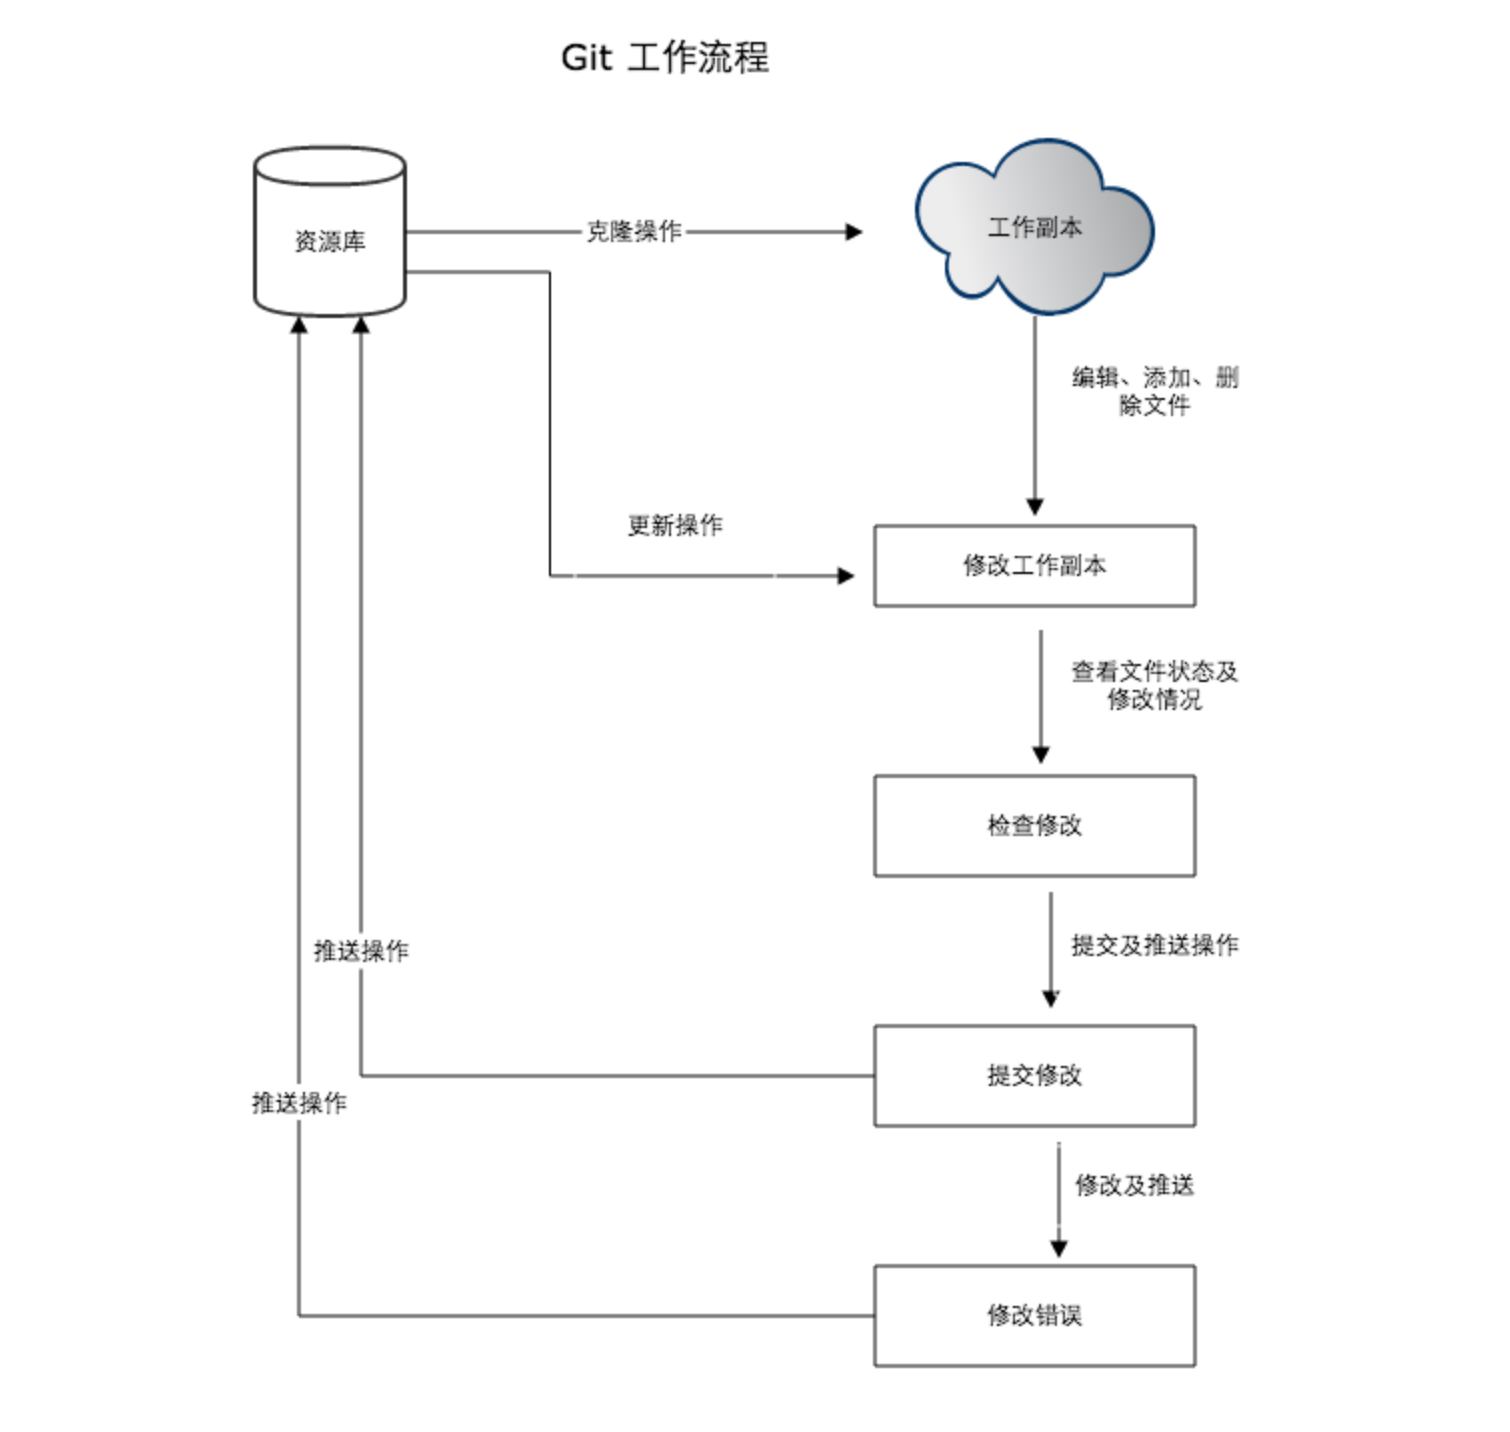 Git 工作流程
资源库
克隆操作
工作副本
编辑、添加、删
除文件
更新操作
修改工作副本
查看文件状态及
修改情况
检查修改
推送操作
提交及推送操作
提交修改
推送操作
修改及推送
修改错误